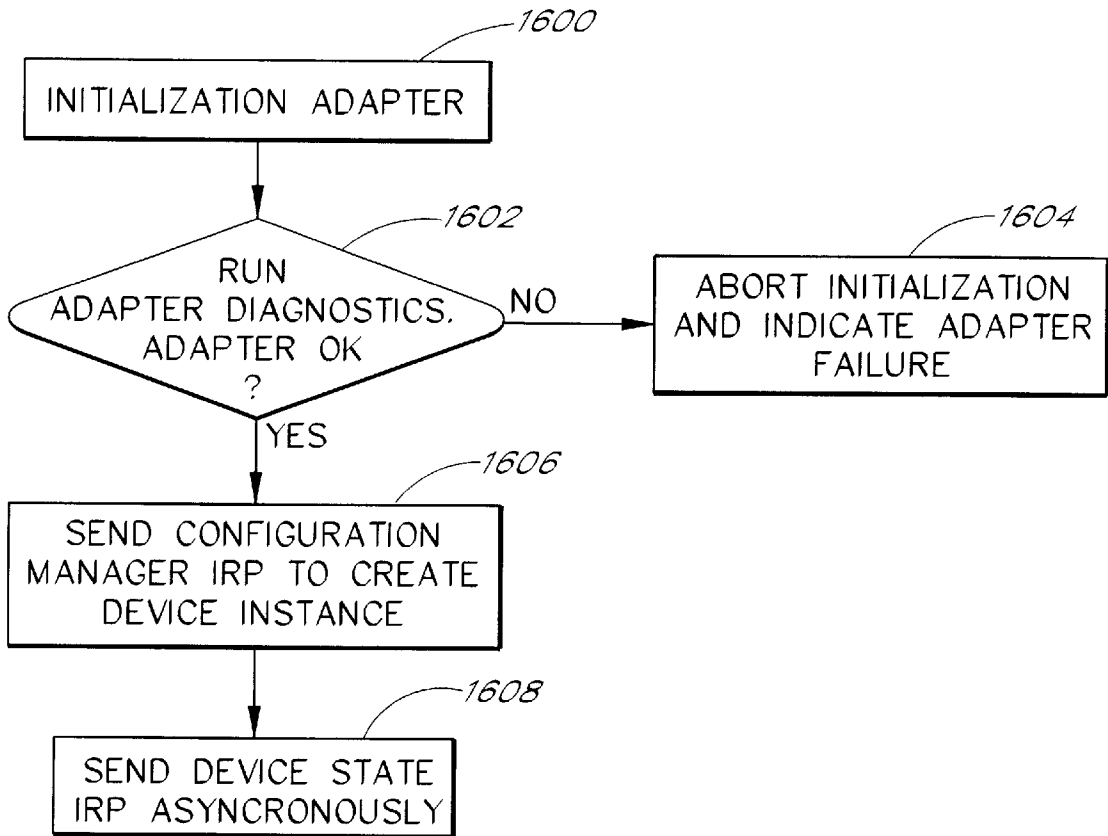 1600
INITIALIZATION ADAPTER
1602
RUN
ADAPTER DIAGNOSTICS.
ADAPTER OK
?
NO
1604
ABORT INITIALIZATION
AND INDICATE ADAPTER
FAILURE
YES
1606
SEND CONFIGURATION
MANAGER IRP TO CREATE
DEVICE INSTANCE
1608
SEND DEVICE STATE
IRP ASYNCRONOUSLY